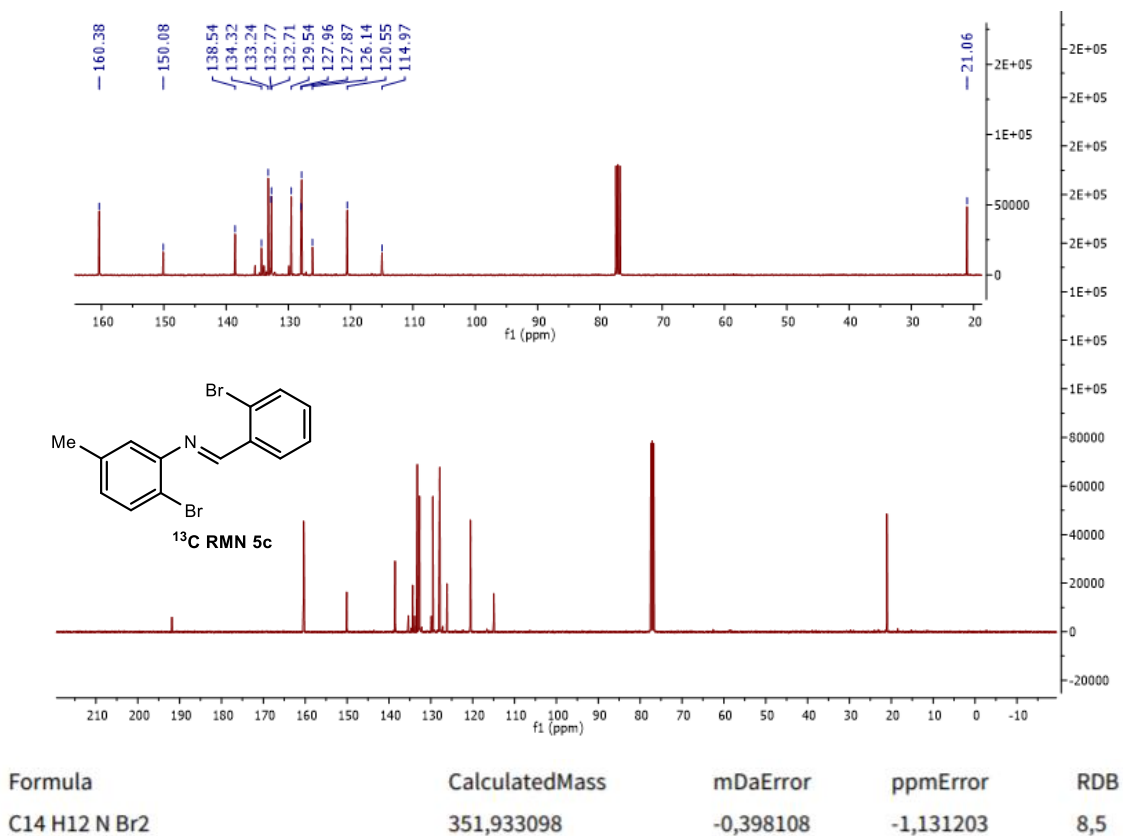 160.38
150.08
138.54
134.32
133.24
132.77
132.71
129.54
127.96
127.87
126.14
120.55
114.97
21.06
2E+05
1E+05
50000
0
160 150 140 130 120 110 100 90 80 70 60 50 40 30 20
f1 (ppm)
2E+05
2E+05
2E+05
2E+05
2E+05
1E+05
1E+05
1E+05
80000
60000
40000
20000
0
-20000
Br
Me
N
Br
13C RMN 5c
210 200 190 180 170 160 150 140 130 120 110 100 90 80 70 60 50 40 30 20 10 0 -10
f1 (ppm)
Formula CalculatedMass mDaError ppmError RDB
C14 H12 N Br2 351,933098 -0,398108 -1,131203 8,5